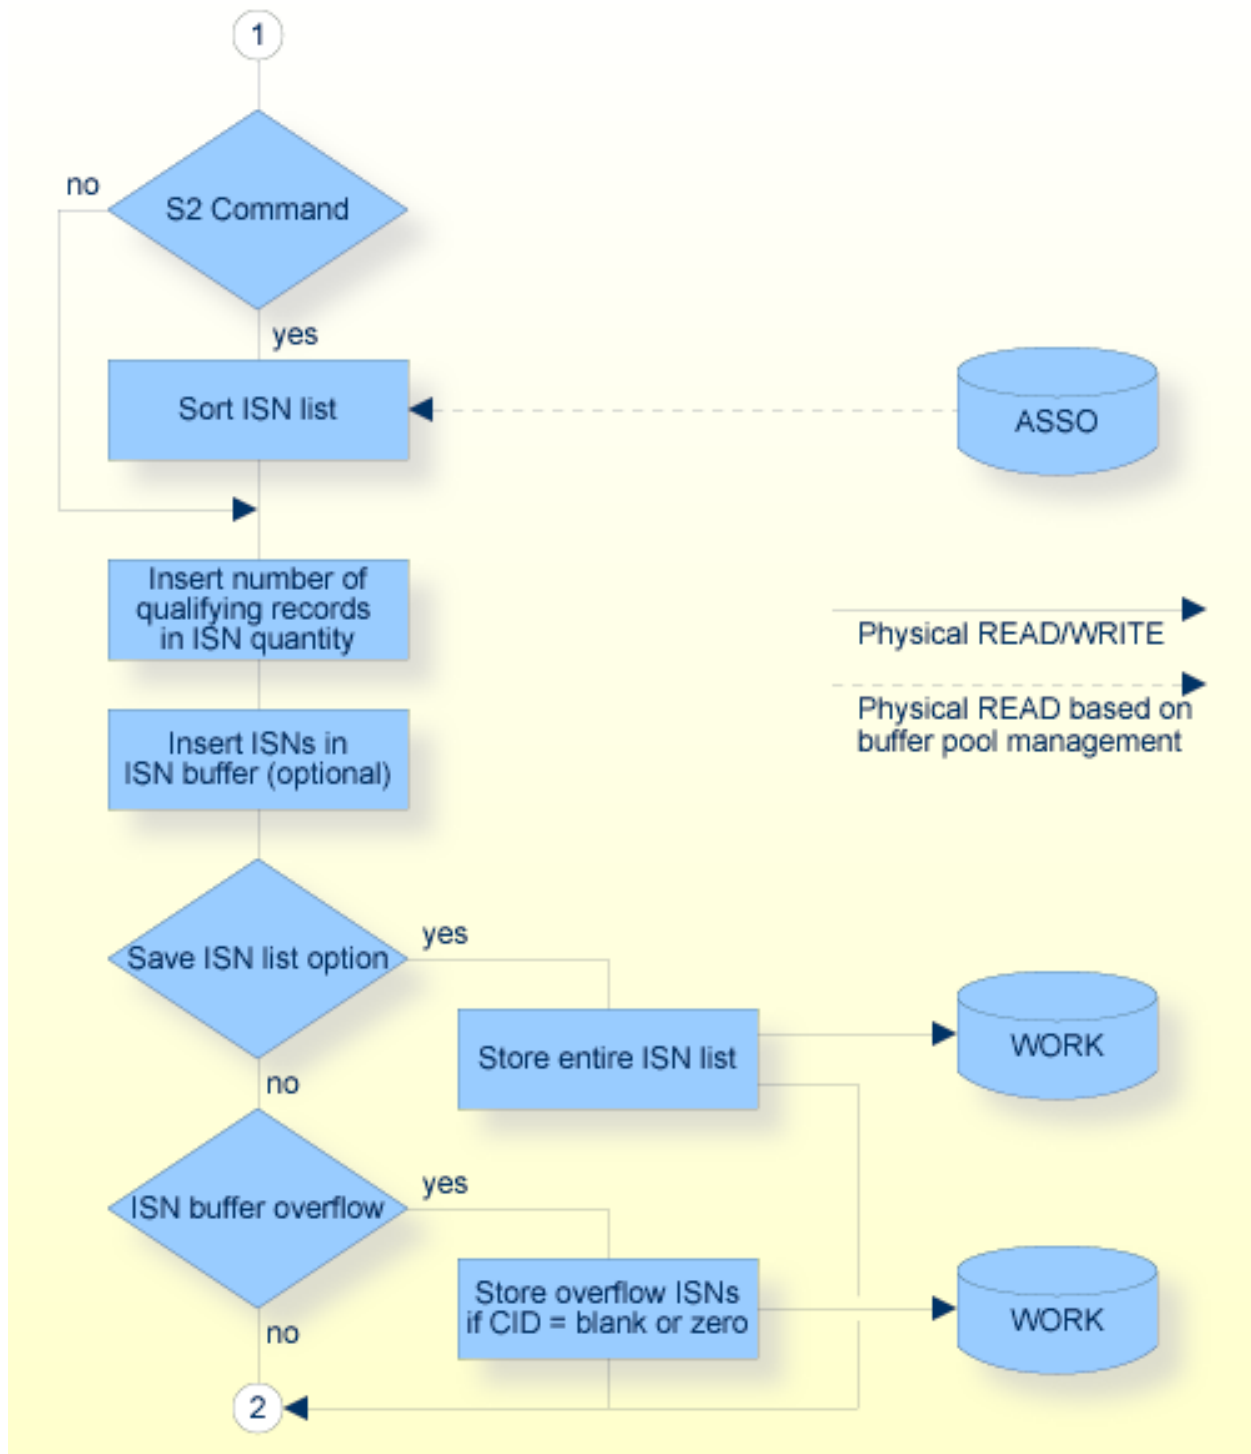 1
no
S2 Command
yes
Sort ISN list
ASSO
Insert number of
qualifying records
in ISN quantity
Physical READ/WRITE
Physical READ based on
buffer pool management
Insert ISNs in
ISN buffer (optional)
Save ISN list option
yes
Store entire ISN list
WORK
no
ISN buffer overflow
yes
Store overflow ISNs
if CID = blank or zero
WORK
no
2